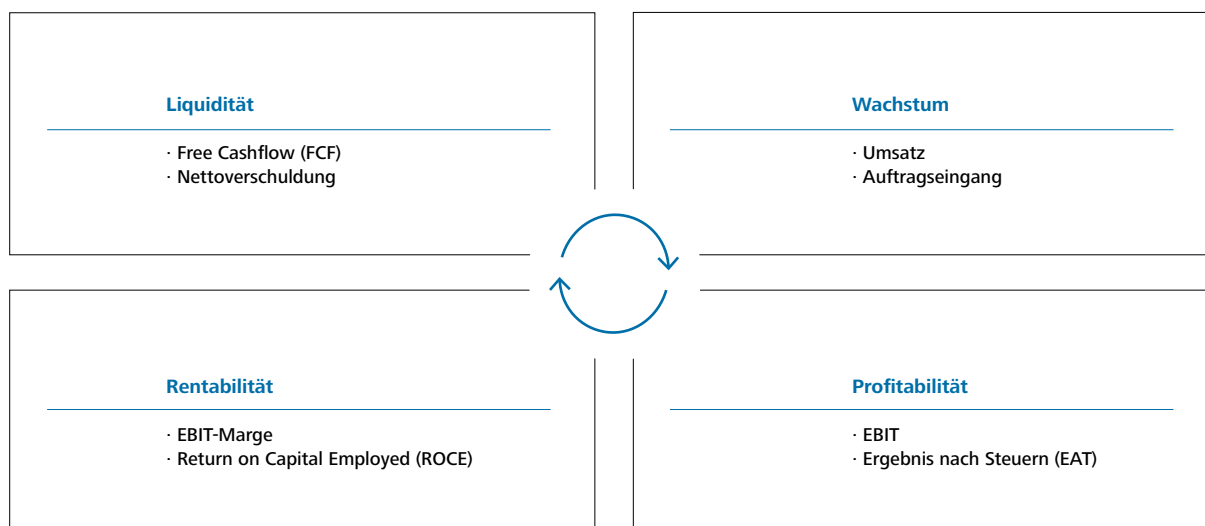 Liquidität
· Free Cashflow (FCF)
· Nettoverschuldung
Wachstum
· Umsatz
· Auftragseingang
Rentabilität
· EBIT-Marge
· Return on Capital Employed (ROCE)
Profitabilität
· EBIT
· Ergebnis nach Steuern (EAT)